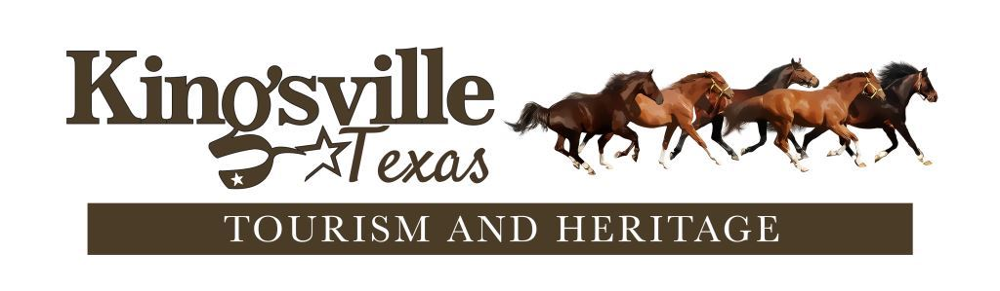 Kingsville
Texas
TOURISM AND HERITAGE